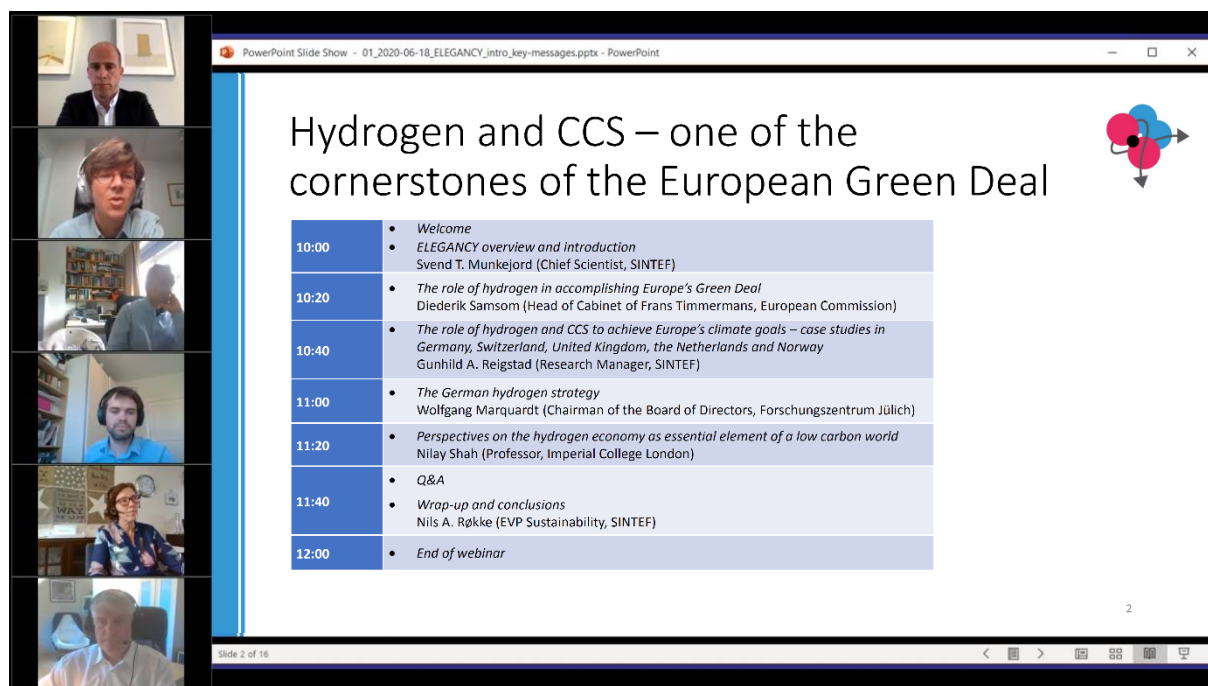 PowerPoint Slide Show - 01_2020-06-18_ELEGANCY_intro_key-messages.pptx - PowerPoint
Hydrogen and CCS – one of the
cornerstones of the European Green Deal
10:00
• Welcome
• ELEGANCY overview and introduction
Svend T. Munkejord (Chief Scientist, SINTEF)
10:20
• The role of hydrogen in accomplishing Europe's Green Deal
Diederik Samsom (Head of Cabinet of Frans Timmermans, European Commission)
10:40
• The role of hydrogen and CCS to achieve Europe's climate goals – case studies in
Germany, Switzerland, United Kingdom, the Netherlands and Norway
Gunhild A. Reigstad (Research Manager, SINTEF)
11:00
• The German hydrogen strategy
Wolfgang Marquardt (Chairman of the Board of Directors, Forschungszentrum Jülich)
11:20
• Perspectives on the hydrogen economy as essential element of a low carbon world
Nilay Shah (Professor, Imperial College London)
11:40
• Q&A
• Wrap-up and conclusions
Nils A. Røkke (EVP Sustainability, SINTEF)
12:00
• End of webinar
2
Slide 2 of 16
WAY